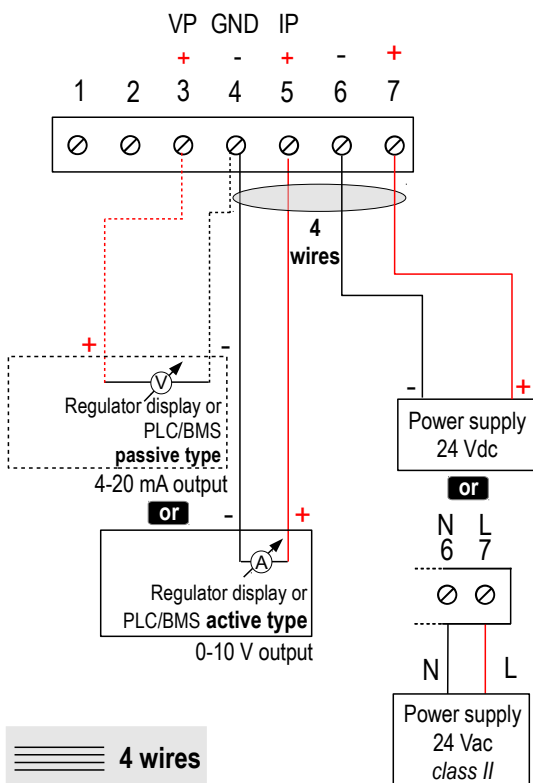 VP GND IP
+ - + - +
1 2 3 4 5 6 7
4
wires
+ -
V
Regulator display or
PLC/BMS
passive type
4-20 mA output
or
- +
A
Regulator display or
PLC/BMS active type
0-10 V output
- +
Power supply
24 Vdc
or
N L
6 7
N L
Power supply
24 Vac
class II
4 wires